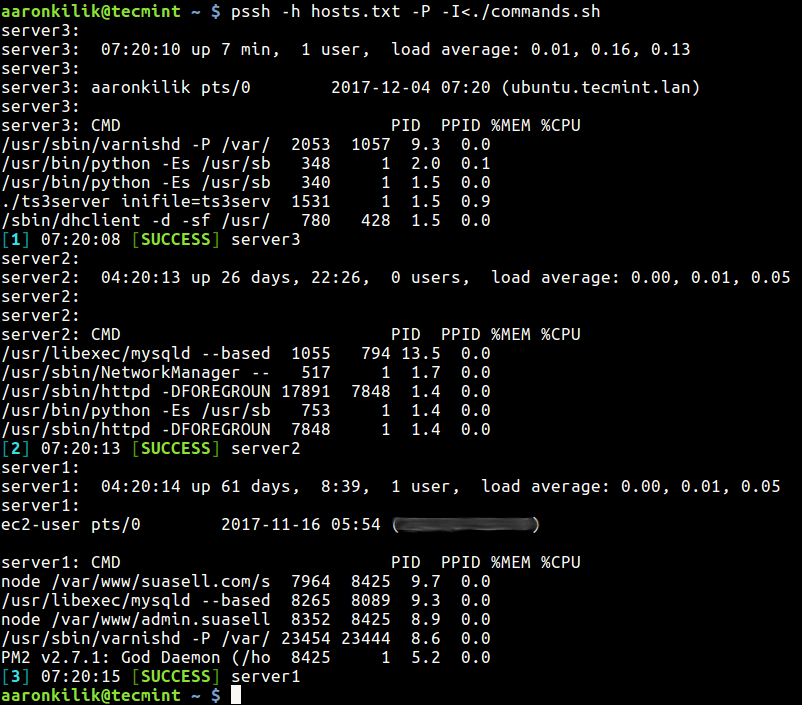 aaronkilik@tecmint ~ $ pssh -h hosts.txt -P -I<./commands.sh
server3:
server3:  07:20:10 up 7 min,  1 user,  load average: 0.01, 0.16, 0.13
server3:
server3: aaronkilik pts/0        2017-12-04 07:20 (ubuntu.tecmint.lan)
server3:
server3: CMD                           PID  PPID %MEM %CPU
/usr/sbin/varnishd -P /var/  2053  1057  9.3  0.0
/usr/bin/python -Es /usr/sb   348     1  2.0  0.1
/usr/bin/python -Es /usr/sb   340     1  1.5  0.0
./ts3server inifile=ts3serv  1531     1  1.5  0.9
/sbin/dhclient -d -sf /usr/   780   428  1.5  0.0
[1] 07:20:08 [SUCCESS] server3
server2:
server2:  04:20:13 up 26 days, 22:26,  0 users,  load average: 0.00, 0.01, 0.05
server2:
server2:
server2: CMD                           PID  PPID %MEM %CPU
/usr/libexec/mysqld --based  1055   794 13.5  0.0
/usr/sbin/NetworkManager --   517     1  1.7  0.0
/usr/sbin/httpd -DFOREGROUN 17891  7848  1.4  0.0
/usr/bin/python -Es /usr/sb   753     1  1.4  0.0
/usr/sbin/httpd -DFOREGROUN  7848     1  1.4  0.0
[2] 07:20:13 [SUCCESS] server2
server1:
server1:  04:20:14 up 61 days,  8:39,  1 user,  load average: 0.00, 0.01, 0.05
server1:
ec2-user pts/0        2017-11-16 05:54 ( )
server1: CMD                           PID  PPID %MEM %CPU
node /var/www/suasell.com/s  7964  8425  9.7  0.0
/usr/libexec/mysqld --based  8265  8089  9.3  0.0
node /var/www/admin.suasell  8352  8425  8.9  0.0
/usr/sbin/varnishd -P /var/ 23454 23444  8.6  0.0
PM2 v2.7.1: God Daemon (/ho  8425     1  5.2  0.0
[3] 07:20:15 [SUCCESS] server1
aaronkilik@tecmint ~ $